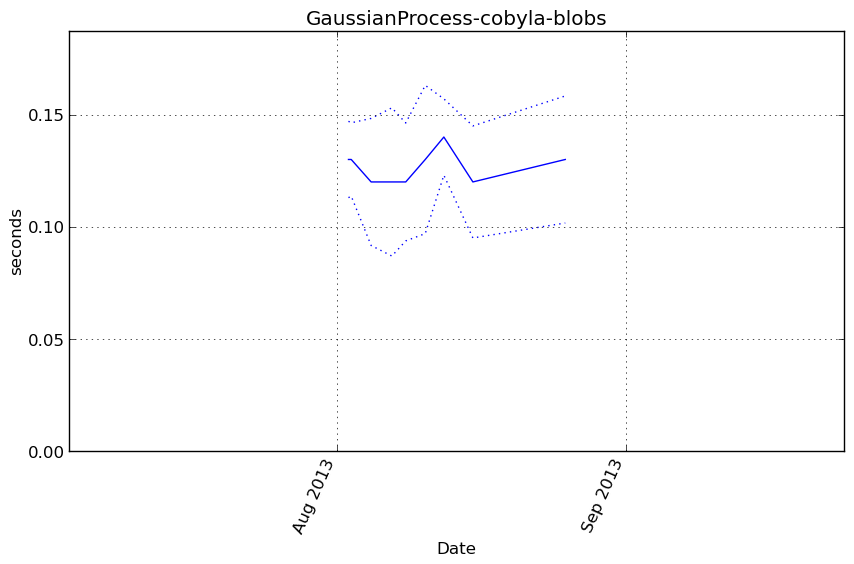 GaussianProcess-cobyla-blobs
0.15
0.10
0.05
0.00
seconds
Aug 2013
Sep 2013
Date